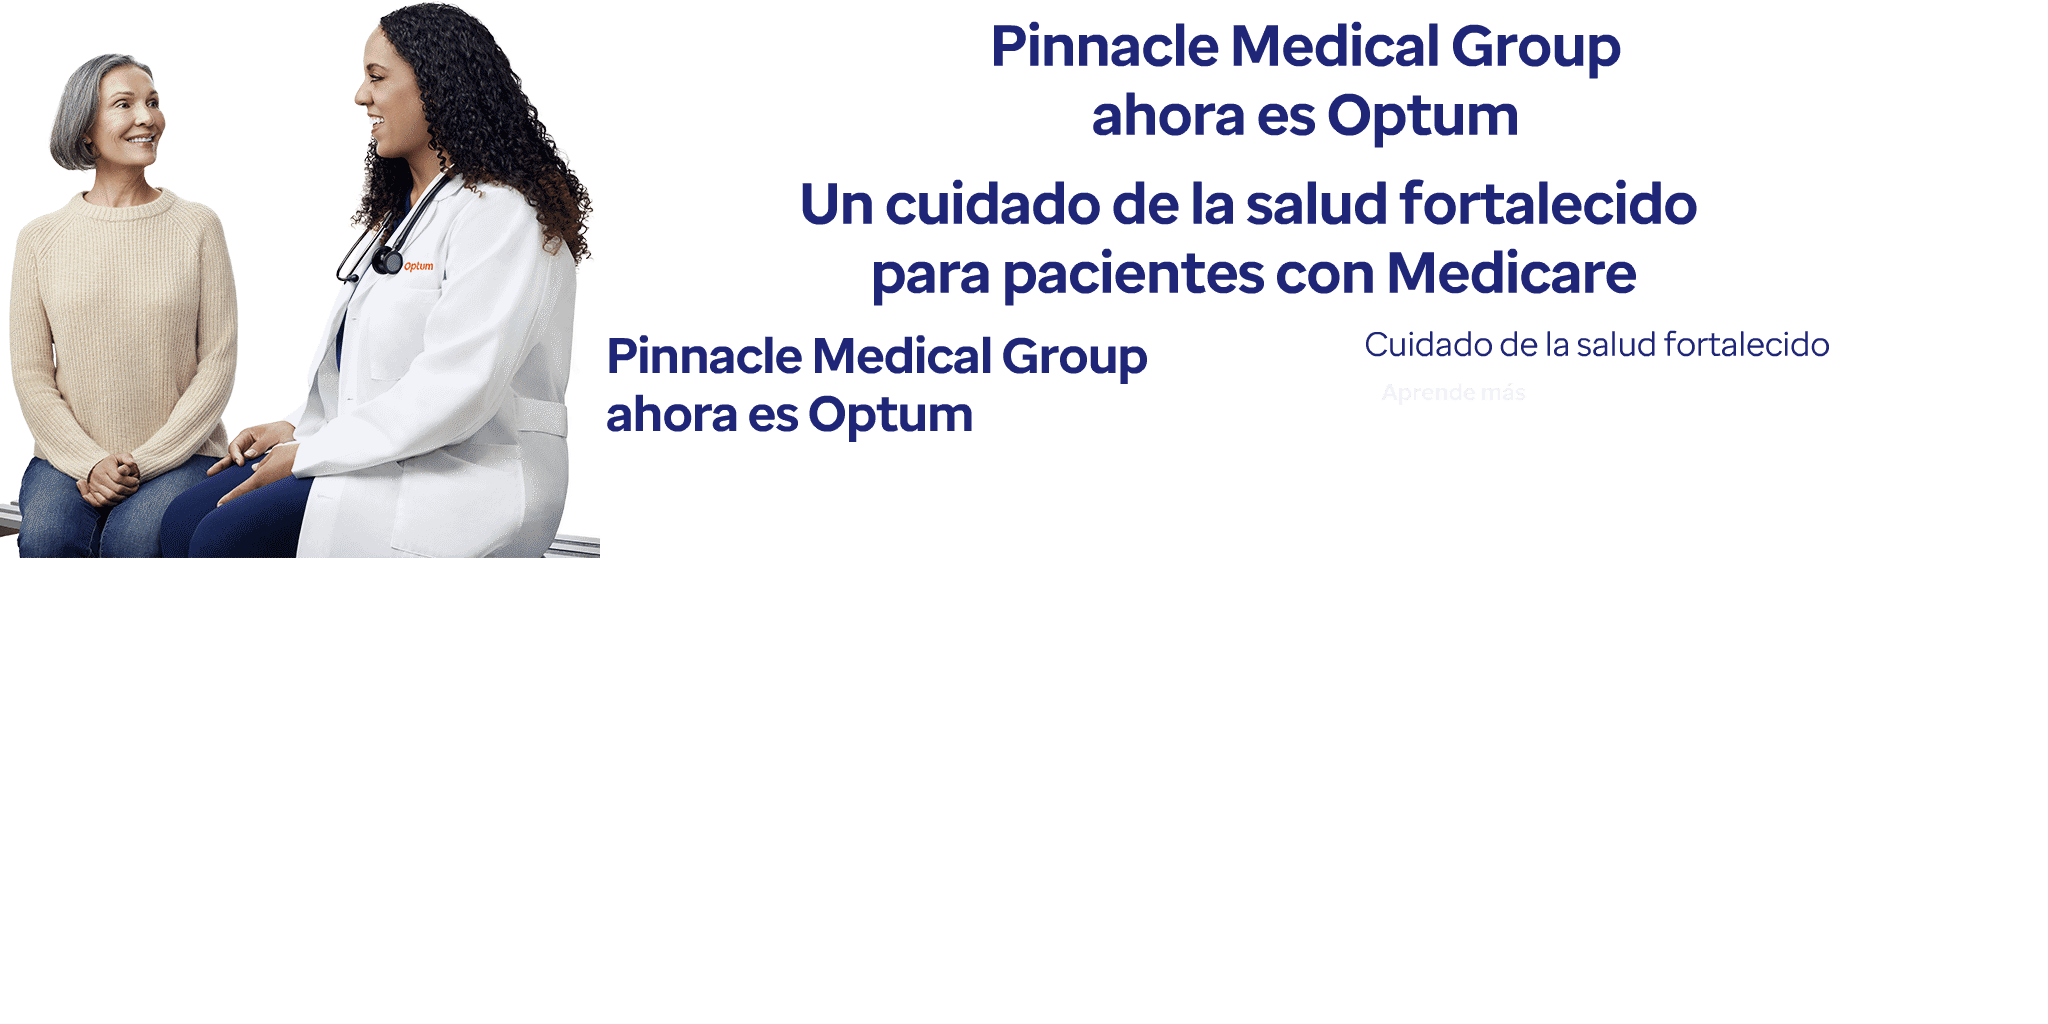 Pinnacle Medical Group
ahora es Optum
Un cuidado de la salud fortalecido
para pacientes con Medicare
Pinnacle Medical Group
ahora es Optum
Cuidado de la salud fortalecido
Aprende más
Optum